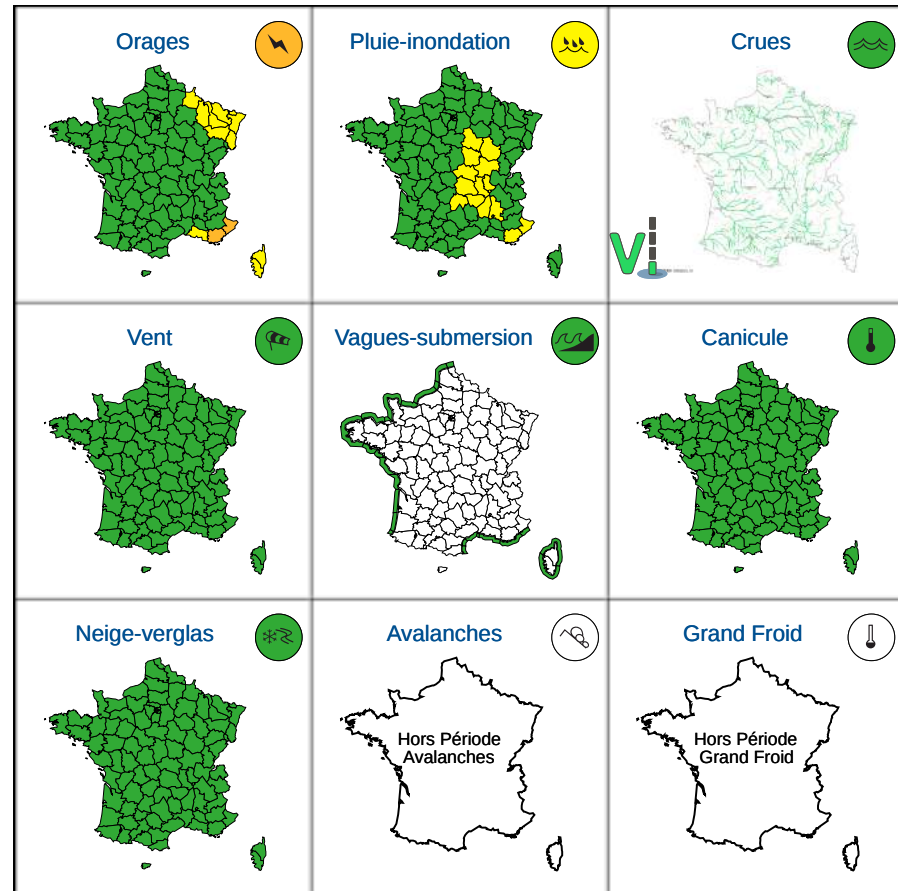 Orages
Pluie-inondation
Crues
Vi
Vent
Vagues-submersion
Canicule
Neige-verglas
Avalanches
Grand Froid
Hors Période
Avalanches
Hors Période
Grand Froid